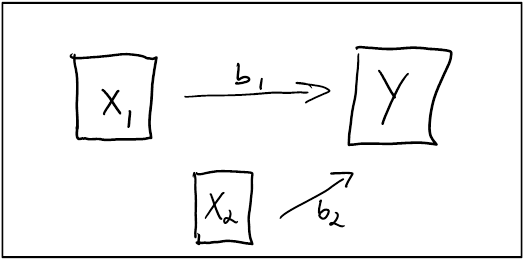 X₁ b₁ Y
X₂ b₂